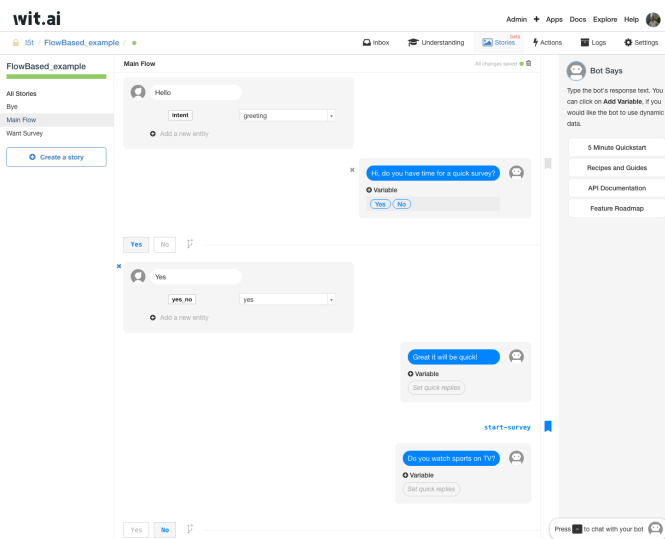 wit.ai
Admin + Apps Docs Explore Help
l5t / FlowBased_example /
Inbox Understanding Stories beta Actions Logs Settings
FlowBased_example
All Stories
Bye
Main Flow
Want Survey
Create a story
Main Flow
All changes saved
Hello
intent greeting
Add a new entity
Hi, do you have time for a quick survey?
Variable
Yes No
Yes No
Yes
yes_no yes
Add a new entity
Great it will be quick!
Variable
Set quick replies
start-survey
Do you watch sports on TV?
Variable
Set quick replies
Yes No
Bot Says
Type the bot's response text. You
can click on Add Variable, if you
would like the bot to use dynamic
data.
5 Minute Quickstart
Recipes and Guides
API Documentation
Feature Roadmap
Press ~ to chat with your bot